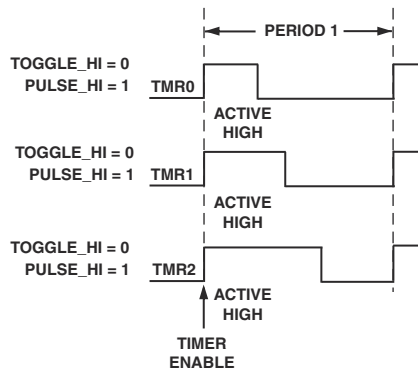 PERIOD 1
TOGGLE_HI = 0
PULSE_HI = 1 TMR0
ACTIVE
HIGH
TOGGLE_HI = 0
PULSE_HI = 1 TMR1
ACTIVE
HIGH
TOGGLE_HI = 0
PULSE_HI = 1 TMR2
ACTIVE
HIGH
TIMER
ENABLE